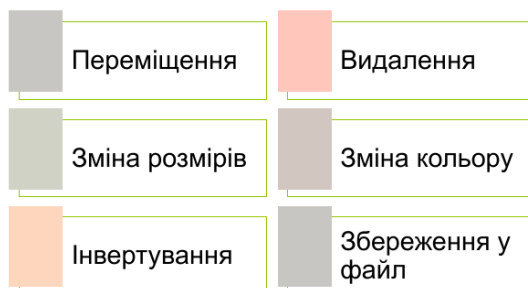 Переміщення
Видалення
Зміна розмірів
Зміна кольору
Інвертування
Збереження у
файл